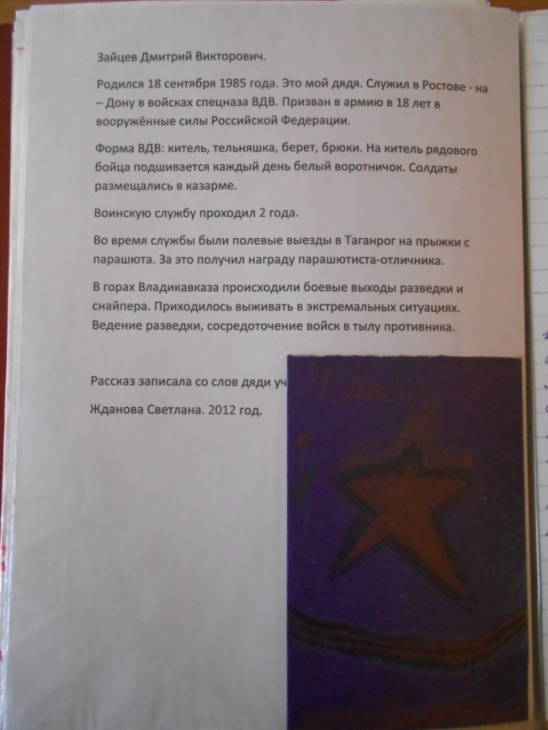 Зайцев Дмитрий Викторович.
Родился 18 сентября 1985 года. Это мой дядя. Служил в Ростове - на
– Дону в войсках спецназа ВДВ. Призван в армию в 18 лет в
вооружённые силы Российской Федерации.
Форма ВДВ: китель, тельняшка, берет, брюки. На китель рядового
бойца подшивается каждый день белый воротничок. Солдаты
размещались в казарме.
Воинскую службу проходил 2 года.
Во время службы были полевые выезды в Таганрог на прыжки с
парашюта. За это получил награду парашютиста-отличника.
В горах Владикавказа происходили боевые выходы разведки и
снайпера. Приходилось выживать в экстремальных ситуациях.
Ведение разведки, сосредоточение войск в тылу противника.
Рассказ записала со слов дяди уч
Жданова Светлана. 2012 год.